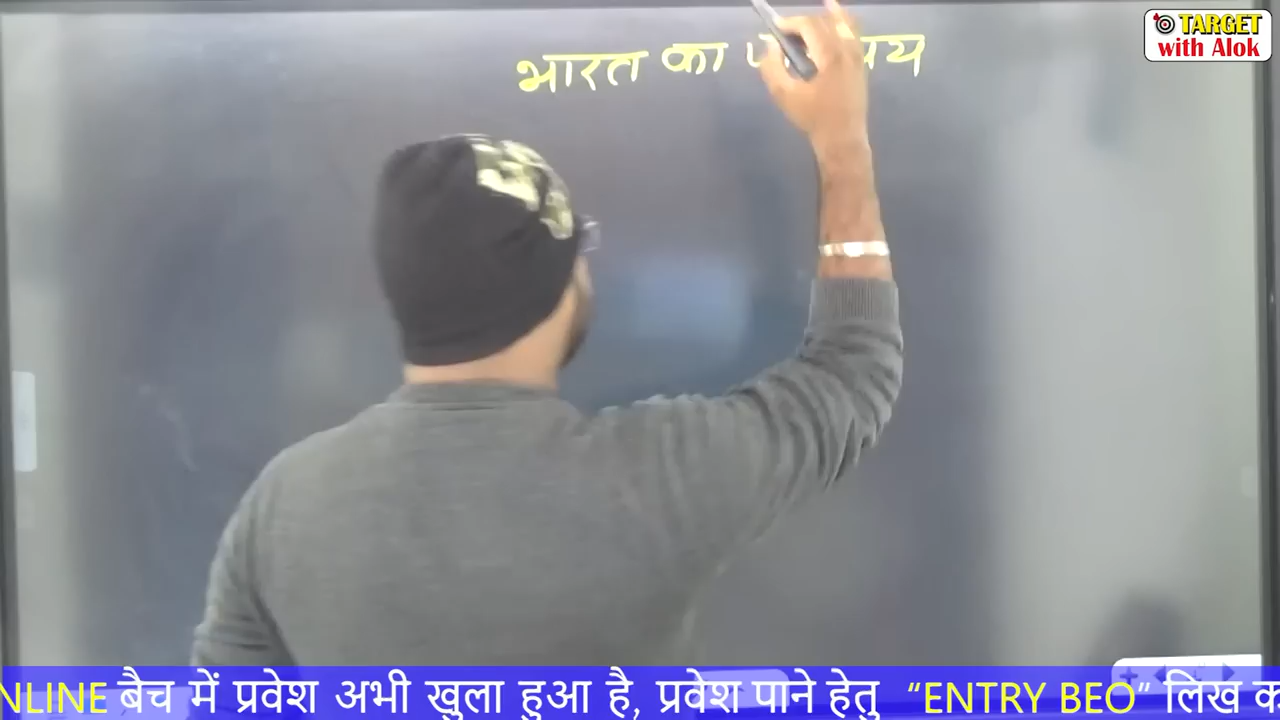 भारत का
TARGET
with Alok
NLINE बैच में प्रवेश अभी खुला हुआ है, प्रवेश पाने हेतु “ENTRY BEO” लिख क